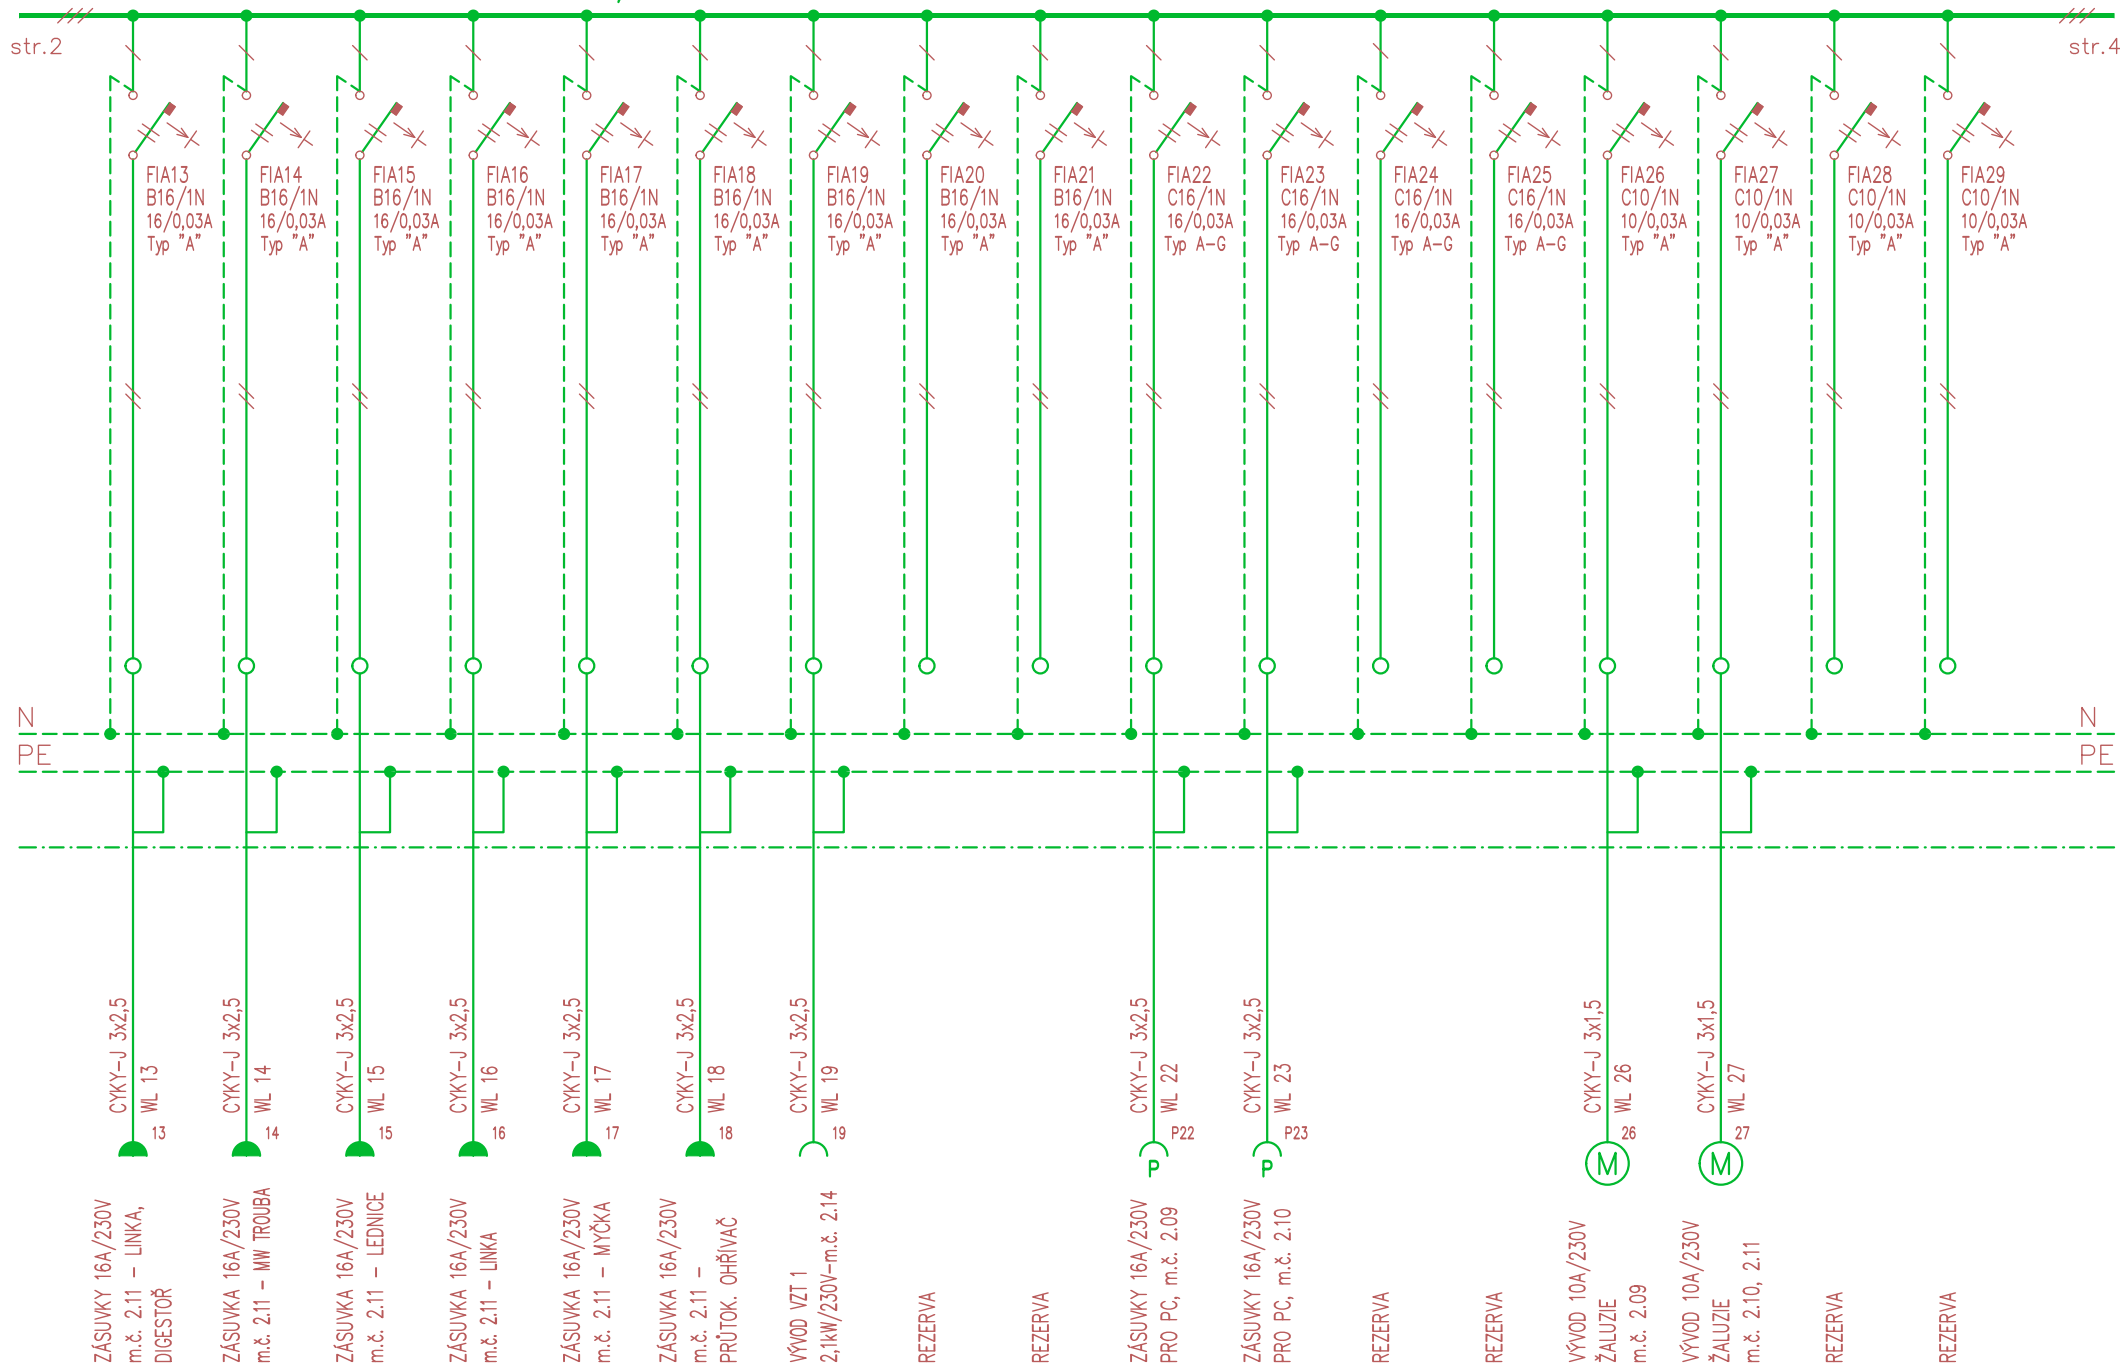 str.2
str.4
FIA13
B16/1N
16/0,03A
Typ "A"
FIA14
B16/1N
16/0,03A
Typ "A"
FIA15
B16/1N
16/0,03A
Typ "A"
FIA16
B16/1N
16/0,03A
Typ "A"
FIA17
B16/1N
16/0,03A
Typ "A"
FIA18
B16/1N
16/0,03A
Typ "A"
FIA19
B16/1N
16/0,03A
Typ "A"
FIA20
B16/1N
16/0,03A
Typ "A"
FIA21
B16/1N
16/0,03A
Typ "A"
FIA22
C16/1N
16/0,03A
Typ A-G
FIA23
C16/1N
16/0,03A
Typ A-G
FIA24
C16/1N
16/0,03A
Typ A-G
FIA25
C16/1N
16/0,03A
Typ A-G
FIA26
C10/1N
10/0,03A
Typ "A"
FIA27
C10/1N
10/0,03A
Typ "A"
FIA28
C10/1N
10/0,03A
Typ "A"
FIA29
C10/1N
10/0,03A
Typ "A"
N
N
PE
PE
CYKY-J 3x2,5
WL 13
13
CYKY-J 3x2,5
WL 14
14
CYKY-J 3x2,5
WL 15
15
CYKY-J 3x2,5
WL 16
16
CYKY-J 3x2,5
WL 17
17
CYKY-J 3x2,5
WL 18
18
CYKY-J 3x2,5
WL 19
19
CYKY-J 3x2,5
WL 22
P22
P
CYKY-J 3x2,5
WL 23
P23
P
CYKY-J 3x1,5
WL 26
26
M
CYKY-J 3x1,5
WL 27
27
M
ZÁSUVKY 16A/230V
m.č. 2.11 - LINKA,
DIGESTOŘ
ZÁSUVKA 16A/230V
m.č. 2.11 - MW TROUBA
ZÁSUVKA 16A/230V
m.č. 2.11 - LEDNICE
ZÁSUVKA 16A/230V
m.č. 2.11 - LINKA
ZÁSUVKA 16A/230V
m.č. 2.11 - MYČKA
ZÁSUVKA 16A/230V
m.č. 2.11 -
PRŮTOK. OHŘÍVAČ
VÝVOD VZT 1
2,1kW/230V-m.č. 2.14
REZERVA
REZERVA
ZÁSUVKY 16A/230V
PRO PC, m.č. 2.09
ZÁSUVKY 16A/230V
PRO PC, m.č. 2.10
REZERVA
REZERVA
VÝVOD 10A/230V
ŽALUZIE
m.č. 2.09
VÝVOD 10A/230V
ŽALUZIE
m.č. 2.10, 2.11
REZERVA
REZERVA